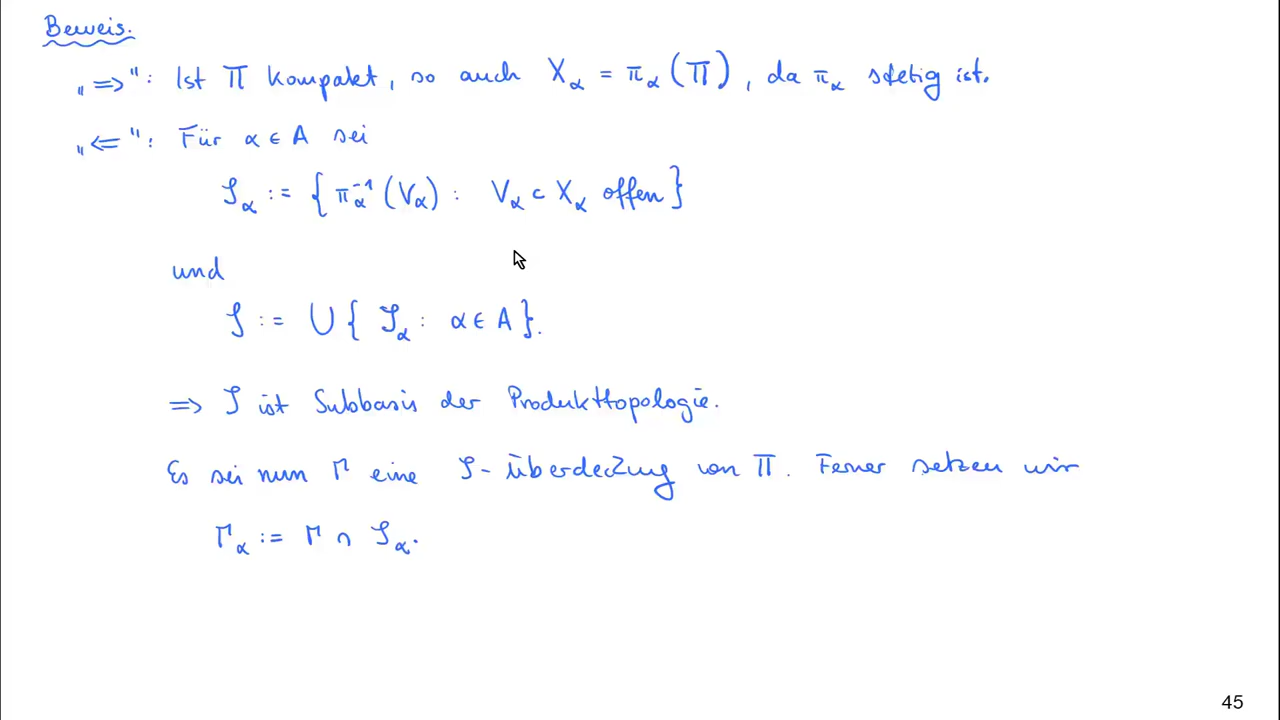 Beweis.
„⇒": Ist Π kompakt, so auch X_α = π_α(Π), da π_α stetig ist.
„⇐": Für α ∈ A sei
𝒮_α := { π_α^{-1}(V_α) : V_α ⊂ X_α offen }
und
𝒮 := ⋃{ 𝒮_α : α ∈ A }.
⇒ 𝒮 ist Subbasis der Produkttopologie.
Es sei nun Γ eine 𝒮-Überdeckung von Π. Ferner setzen wir
Γ_α := Γ ∩ 𝒮_α.
45